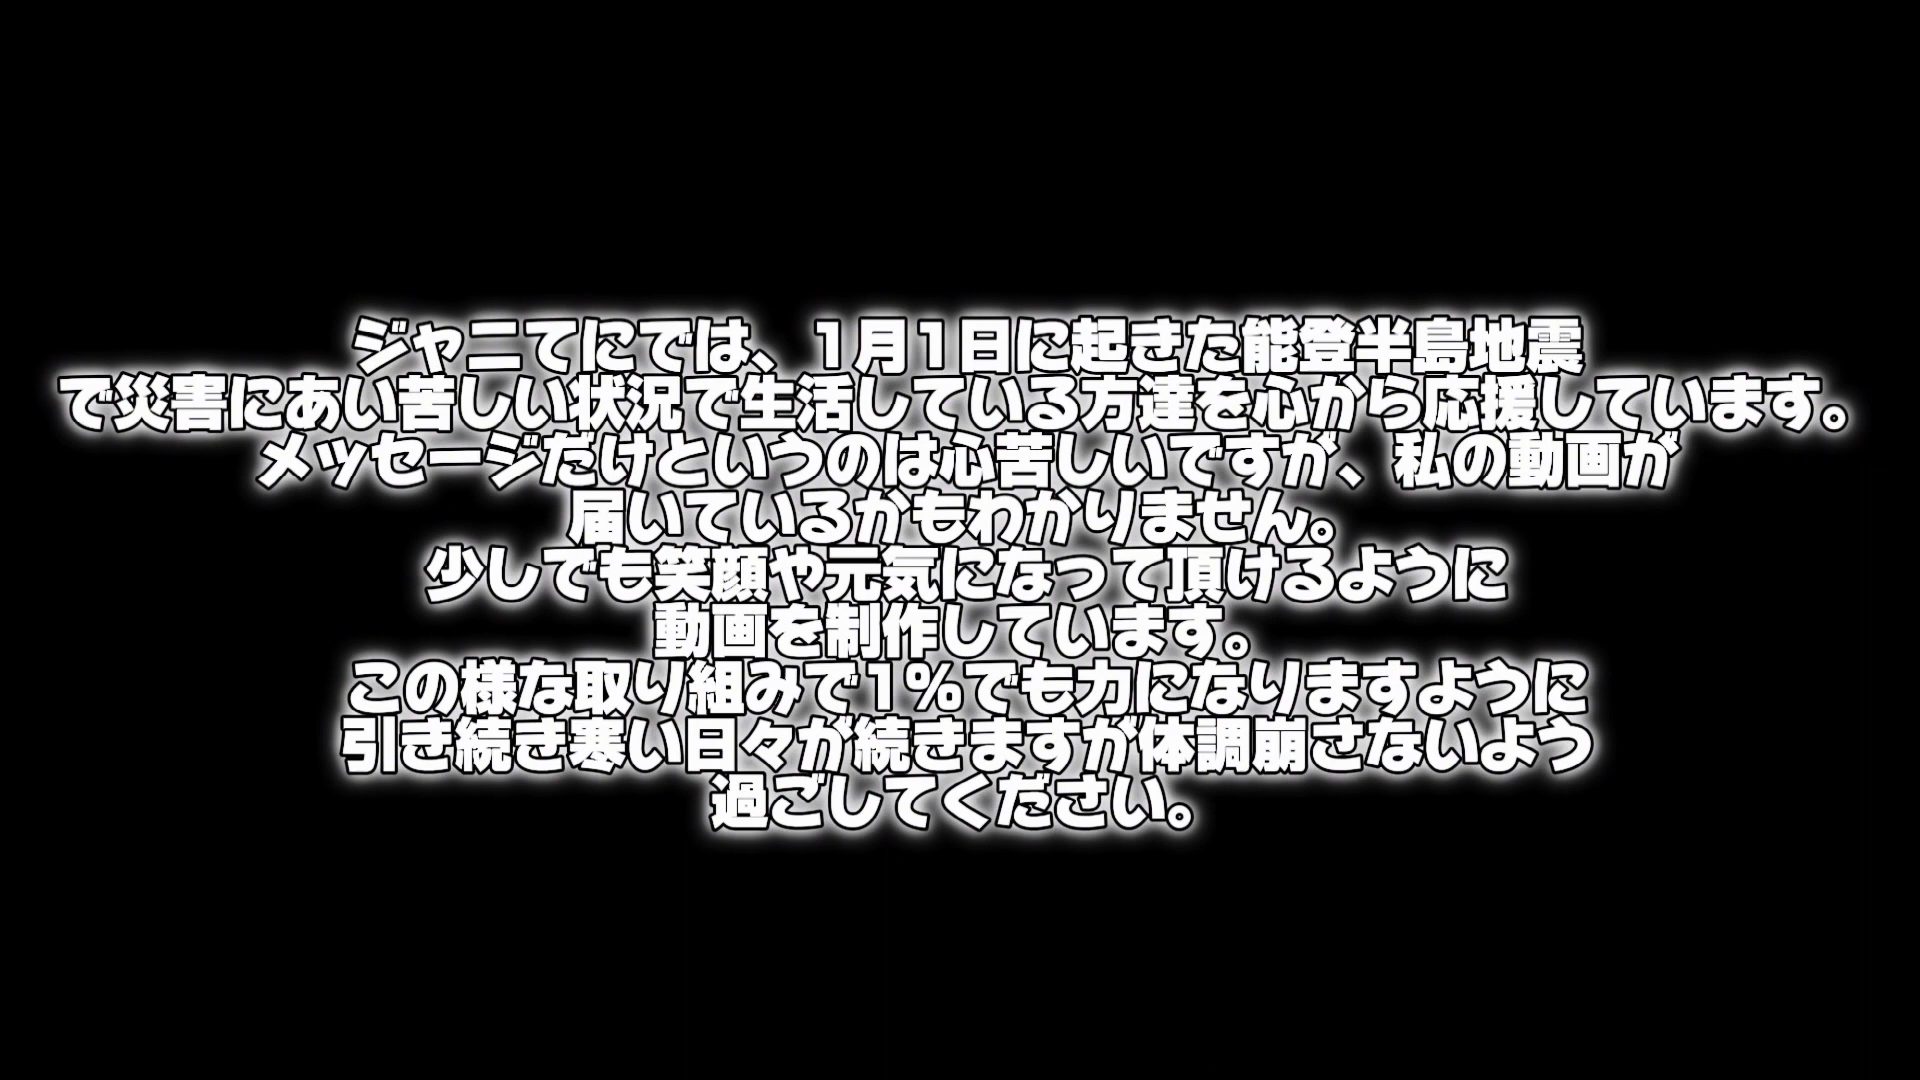 ジャニてにでは、1月1日に起きた能登半島地震
で災害にあい苦しい状況で生活している方達を心から応援しています。
メッセージだけというのは心苦しいですが、私の動画が
届いているかもわかりません。
少しでも笑顔や元気になって頂けるように
動画を制作しています。
この様な取り組みで1%でも力になりますように
引き続き寒い日々が続きますが体調崩さないよう
過ごしてください。